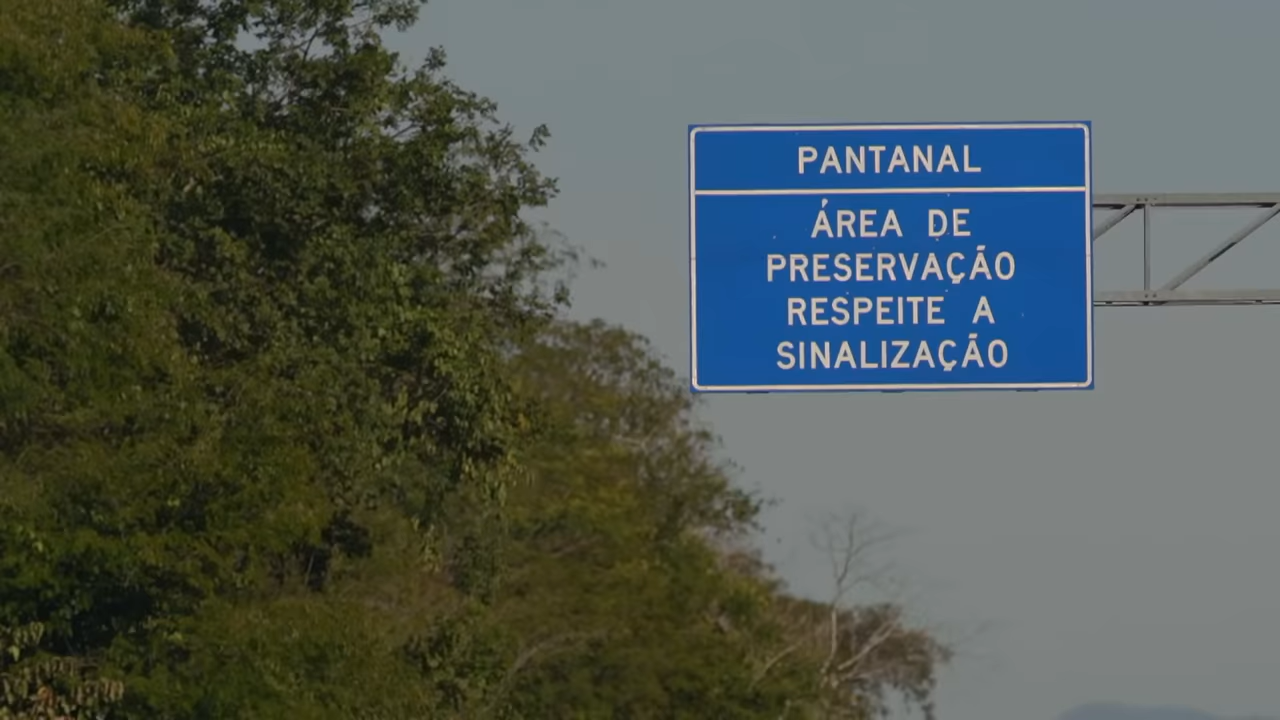 PANTANAL
ÁREA DE
PRESERVAÇÃO
RESPEITE A
SINALIZAÇÃO